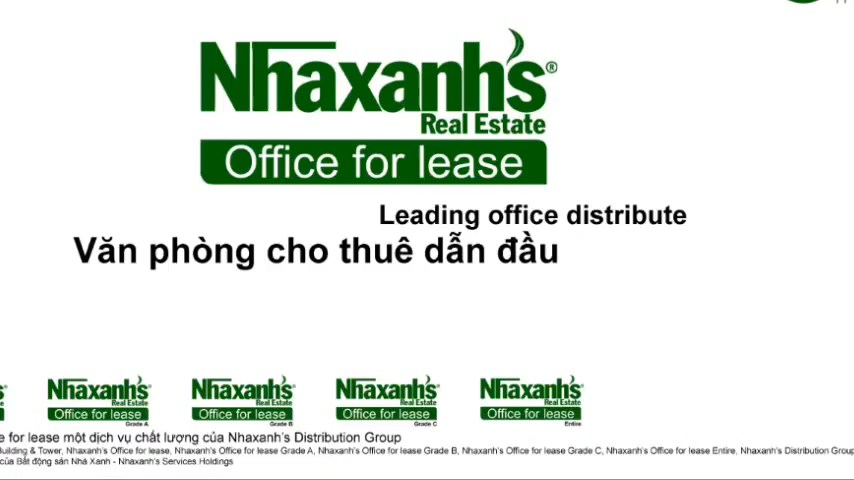 Nhaxanh's®
Real Estate
Office for lease
Leading office distribute
Văn phòng cho thuê dẫn đầu
Nhaxanh's Real Estate Office for lease Grade A
Nhaxanh's Real Estate Office for lease Grade B
Nhaxanh's Real Estate Office for lease Grade C
Nhaxanh's Real Estate Office for lease Entire
e for lease một dịch vụ chất lượng của Nhaxanh's Distribution Group
Building & Tower, Nhaxanh's Office for lease, Nhaxanh's Office for lease Grade A, Nhaxanh's Office for lease Grade B, Nhaxanh's Office for lease Grade C, Nhaxanh's Office for lease Entire, Nhaxanh's Distribution Group
của Bất động sản Nhà Xanh - Nhaxanh's Services Holdings